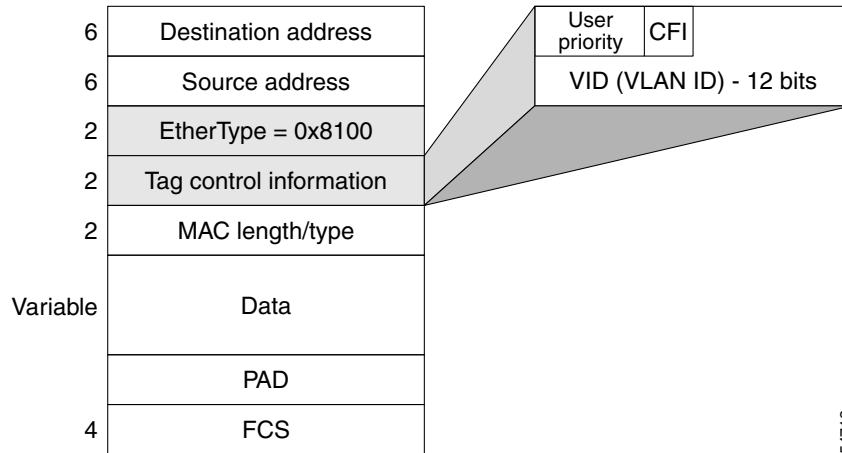 6 Destination address
6 Source address
2 EtherType = 0x8100
2 Tag control information
2 MAC length/type
Variable Data
PAD
4 FCS
User
priority
CFI
VID (VLAN ID) - 12 bits